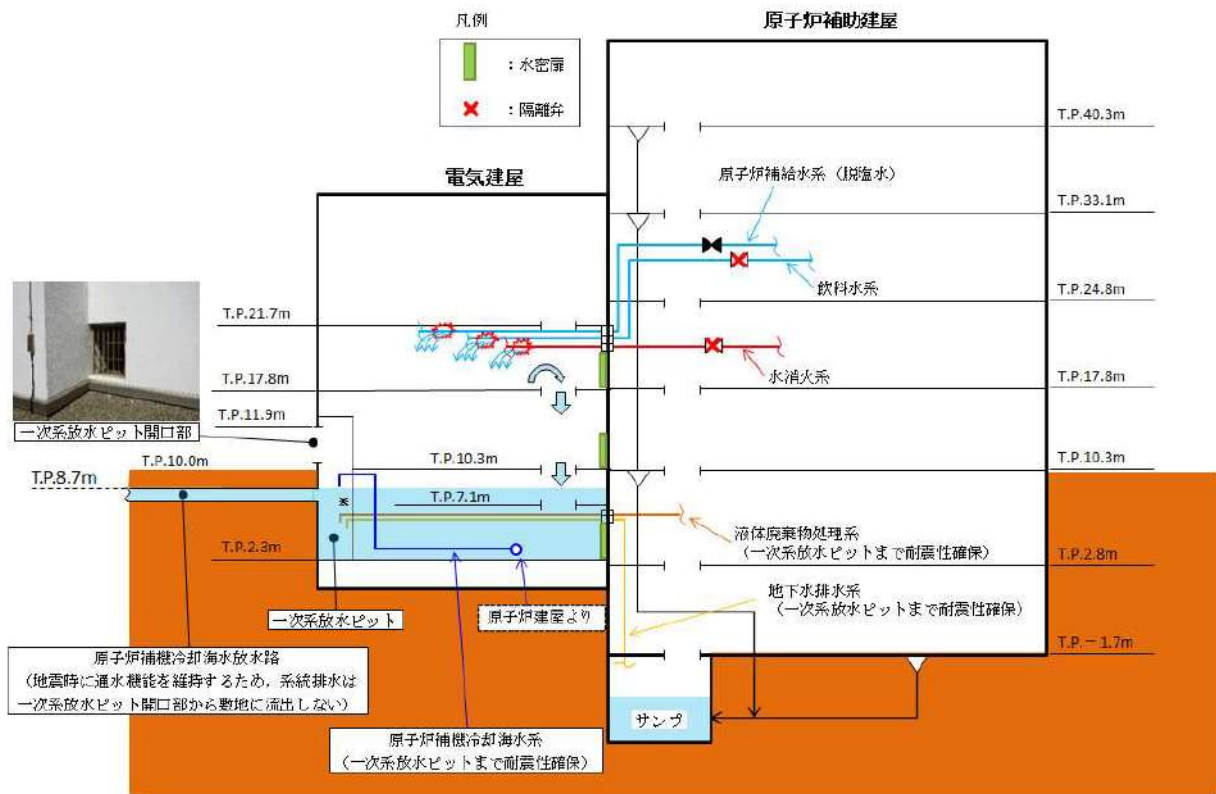 凡例
：水密扉
：隔離弁
原子炉補助建屋
電気建屋
T.P.40.3m
原子炉補給水系（脱塩水）
T.P.33.1m
飲料水系
T.P.24.8m
T.P.21.7m
水消火系
T.P.17.8m
T.P.17.8m
T.P.11.9m
一次系放水ピット開口部
T.P.10.0m
T.P.10.3m
T.P.10.3m
T.P.8.7m
T.P.7.1m
※
液体廃棄物処理系
（一次系放水ピットまで耐震性確保）
T.P.2.3m
T.P.2.8m
地下水排水系
（一次系放水ピットまで耐震性確保）
一次系放水ピット
原子炉建屋より
T.P.－1.7m
原子炉補機冷却海水放水路
（地震時に通水機能を維持するため，系統排水は
一次系放水ピット開口部から敷地に流出しない）
サンプ
原子炉補機冷却海水系
（一次系放水ピットまで耐震性確保）